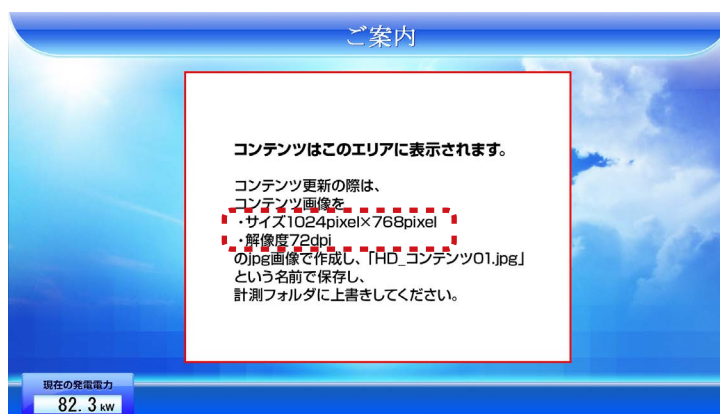 ご案内
コンテンツはこのエリアに表示されます。
コンテンツ更新の際は、
コンテンツ画像を
・サイズ1024pixel×768pixel
・解像度72dpi
のjpg画像で作成し、「HD_コンテンツ01.jpg」
という名前で保存し、
計測フォルダに上書きしてください。
現在の発電電力
82.3 kW